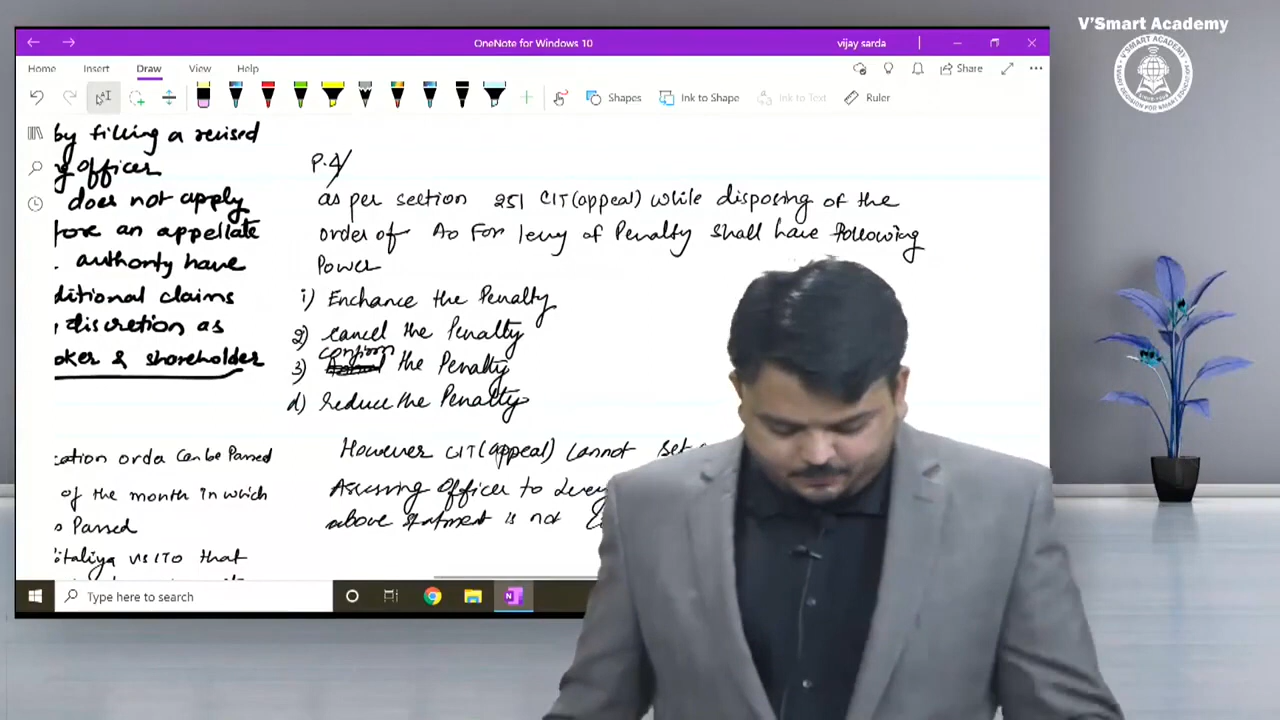 V'Smart Academy
OneNote for Windows 10
vijay sarda
Home Insert Draw View Help
Share
Shapes
Ink to Shape
Ink to Text
Ruler
by filling a revised
Officer
does not apply
fore an appellate
authority have
ditional claims
discretion as
oker & shoreholder
cation orda Can be Passed
of the month in which
Passed
taliya vs ITO that
P.4/
as per section 251 CIT(appeal) while disposing of the
order of AO For levy of Penalty shall have following
Power
i) Enchance the Penalty
2) cancel the Penalty
3) confirm the Penalty
d) reduce the Penalty
However CIT(appeal) cannot set
Assessing Officer to Levy
above statment is not
Type here to search